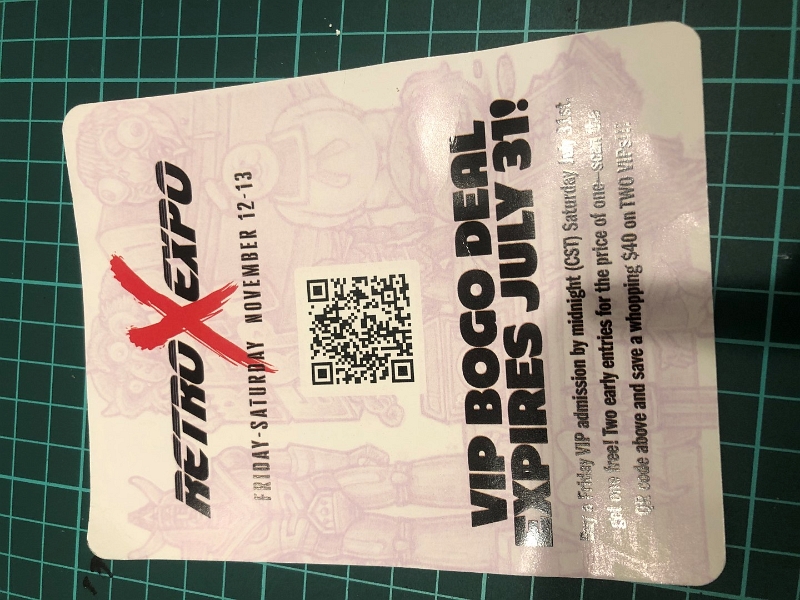 RETRO X EXPO
FRIDAY-SATURDAY NOVEMBER 12-13
VIP BOGO DEAL
EXPIRES JULY 31!
Buy a Friday VIP admission by midnight (CST) Saturday July 31st,
get one free! Two early entries for the price of one—scan the
QR code above and save a whopping $40 on TWO VIPs!!!